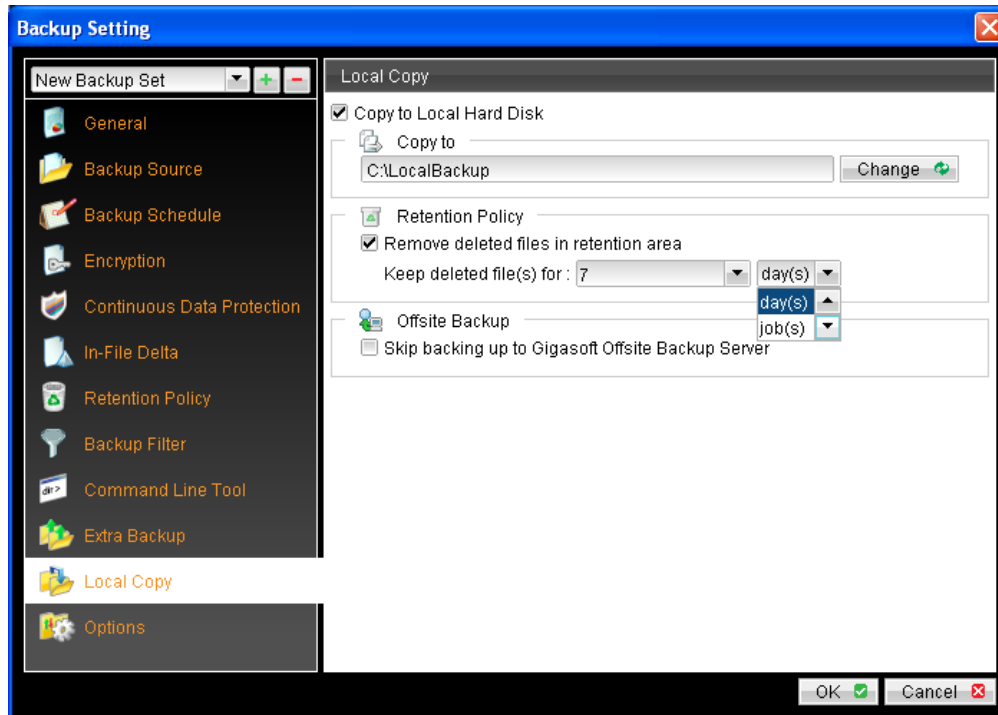 Backup Setting
New Backup Set
General
Backup Source
Backup Schedule
Encryption
Continuous Data Protection
In-File Delta
Retention Policy
Backup Filter
dir> Command Line Tool
Extra Backup
Local Copy
Options
Local Copy
Copy to Local Hard Disk
Copy to
C:\LocalBackup Change
Retention Policy
Remove deleted files in retention area
Keep deleted file(s) for : 7 day(s)
day(s)
job(s)
Offsite Backup
Skip backing up to Gigasoft Offsite Backup Server
OK Cancel